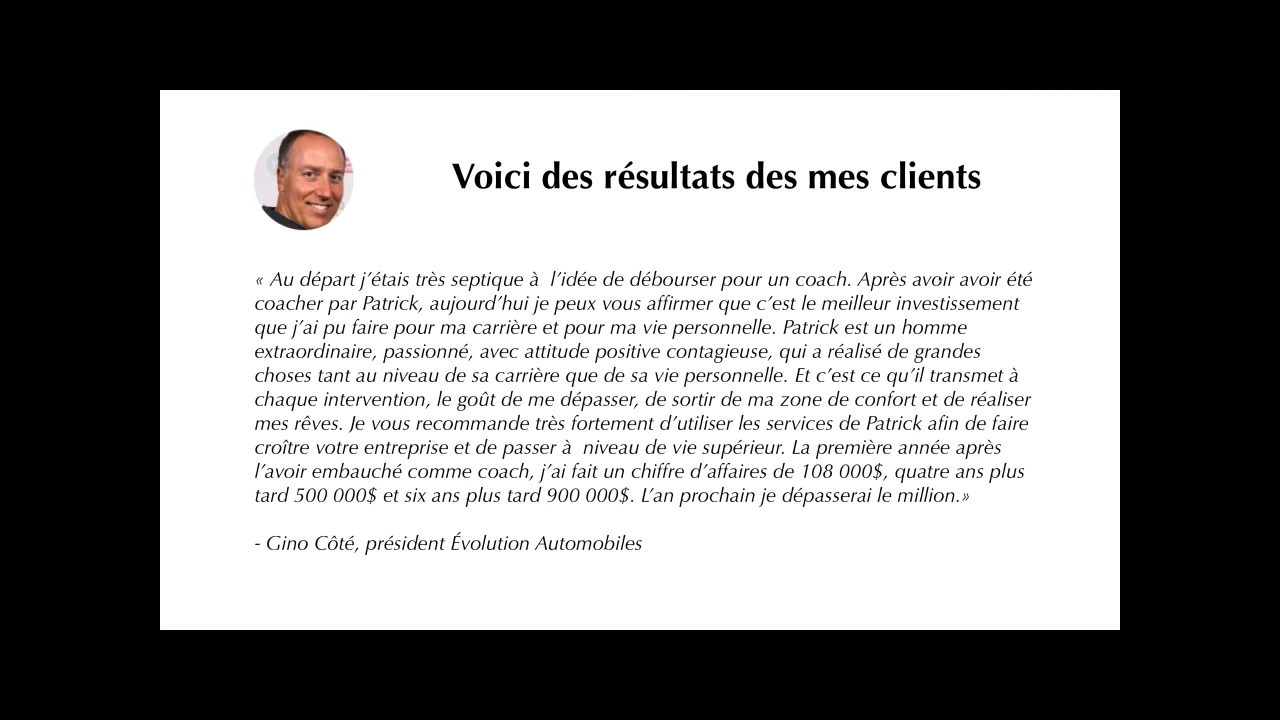 Voici des résultats des mes clients
« Au départ j’étais très septique à  l’idée de débourser pour un coach. Après avoir avoir été
coacher par Patrick, aujourd’hui je peux vous affirmer que c’est le meilleur investissement
que j’ai pu faire pour ma carrière et pour ma vie personnelle. Patrick est un homme
extraordinaire, passionné, avec attitude positive contagieuse, qui a réalisé de grandes
choses tant au niveau de sa carrière que de sa vie personnelle. Et c’est ce qu’il transmet à
chaque intervention, le goût de me dépasser, de sortir de ma zone de confort et de réaliser
mes rêves. Je vous recommande très fortement d’utiliser les services de Patrick afin de faire
croître votre entreprise et de passer à  niveau de vie supérieur. La première année après
l’avoir embauché comme coach, j’ai fait un chiffre d’affaires de 108 000$, quatre ans plus
tard 500 000$ et six ans plus tard 900 000$. L’an prochain je dépasserai le million.»
- Gino Côté, président Évolution Automobiles